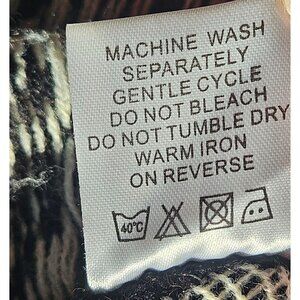 MACHINE WASH
SEPARATELY
GENTLE CYCLE
DO NOT BLEACH
DO NOT TUMBLE DRY
WARM IRON
ON REVERSE
40°C